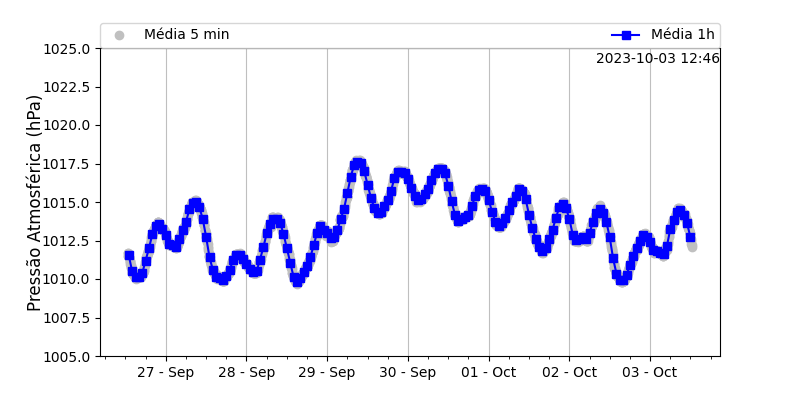 Média 5 min
Média 1h
2023-10-03 12:46
Pressão Atmosférica (hPa)
1025.0
1022.5
1020.0
1017.5
1015.0
1012.5
1010.0
1007.5
1005.0
27 - Sep
28 - Sep
29 - Sep
30 - Sep
01 - Oct
02 - Oct
03 - Oct